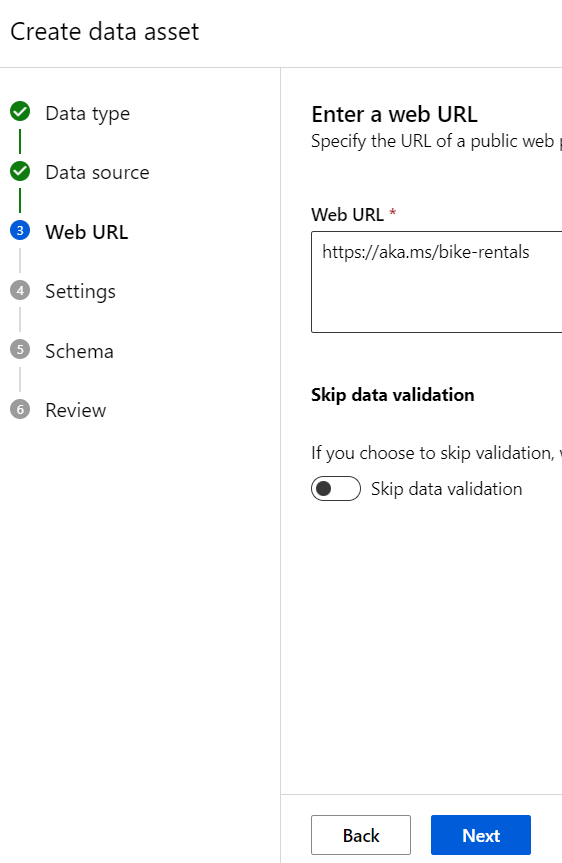 Create data asset
Data type
Data source
3 Web URL
4 Settings
5 Schema
6 Review
Enter a web URL
Specify the URL of a public web
Web URL *
https://aka.ms/bike-rentals
Skip data validation
If you choose to skip validation,
Skip data validation
Back
Next